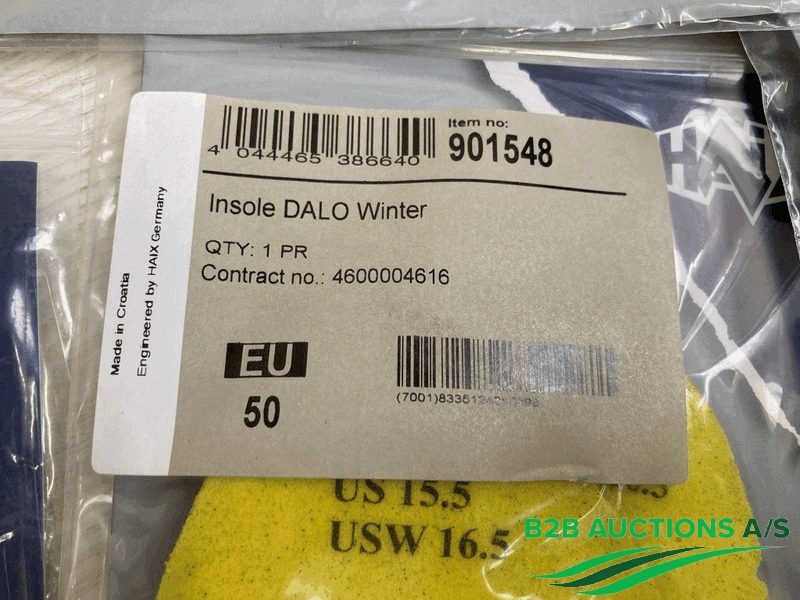 Item no:
4 044465 386640
901548
Insole DALO Winter
QTY: 1 PR
Contract no.: 4600004616
Made in Croatia
Engineered by HAIX Germany
EU
50
HAIX
US 15.5
USW 16.5
B2B AUCTIONS A/S